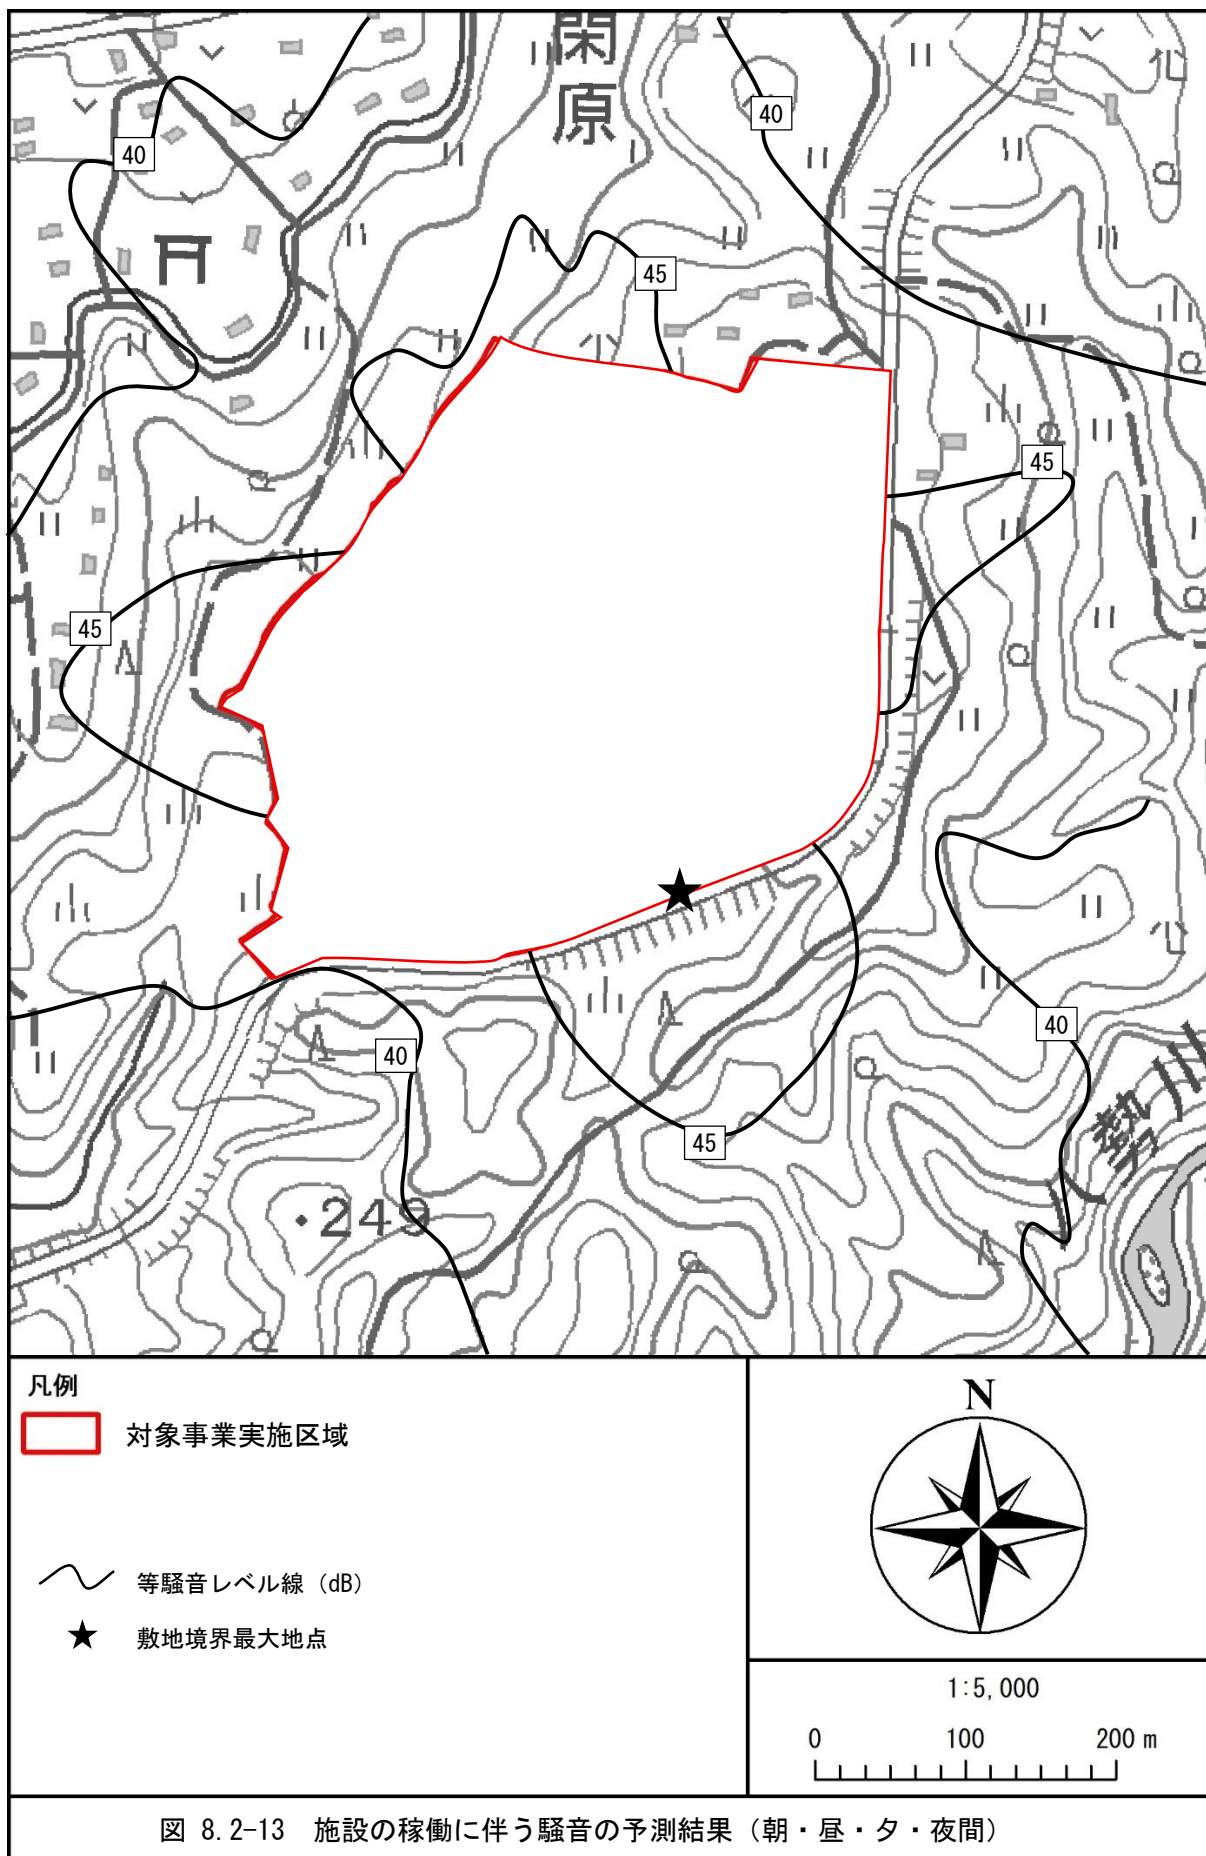 閑原
40
40
45
45
45
40
40
45
249
凡例
対象事業実施区域
等騒音レベル線（dB）
敷地境界最大地点
N
1:5,000
0 100 200 m
図 8.2-13 施設の稼働に伴う騒音の予測結果（朝・昼・夕・夜間）